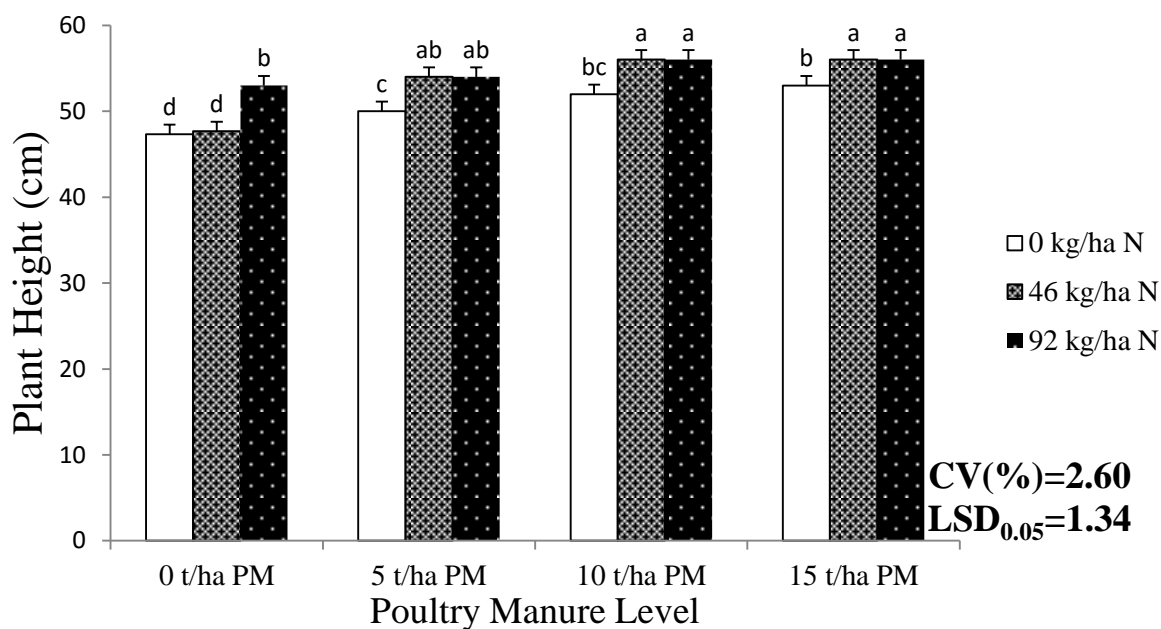 Plant Height (cm)
60
50
40
30
20
10
0
d d b
c ab ab
bc a a
b a a
0 t/ha PM 5 t/ha PM 10 t/ha PM 15 t/ha PM
Poultry Manure Level
0 kg/ha N
46 kg/ha N
92 kg/ha N
CV(%)=2.60
LSD0.05=1.34